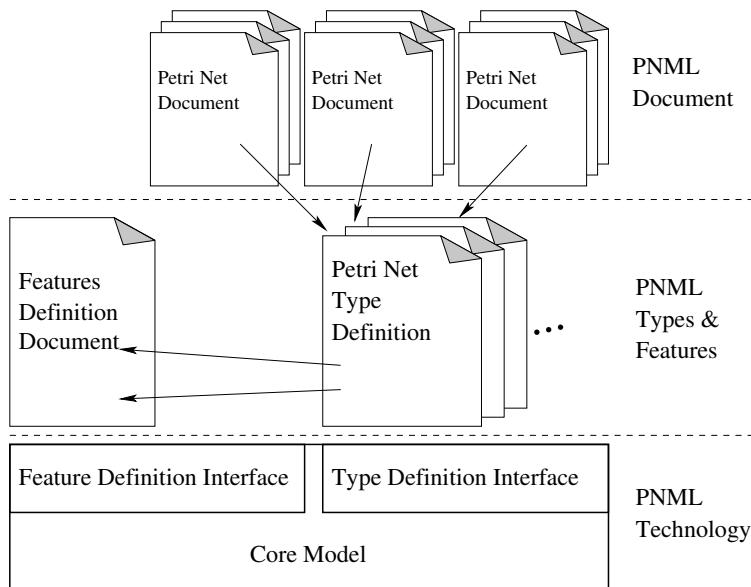 Petri Net
Document
Petri Net
Document
Petri Net
Document
PNML
Document
Features
Definition
Document
Petri Net
Type
Definition
...
PNML
Types &
Features
Feature Definition Interface
Type Definition Interface
Core Model
PNML
Technology